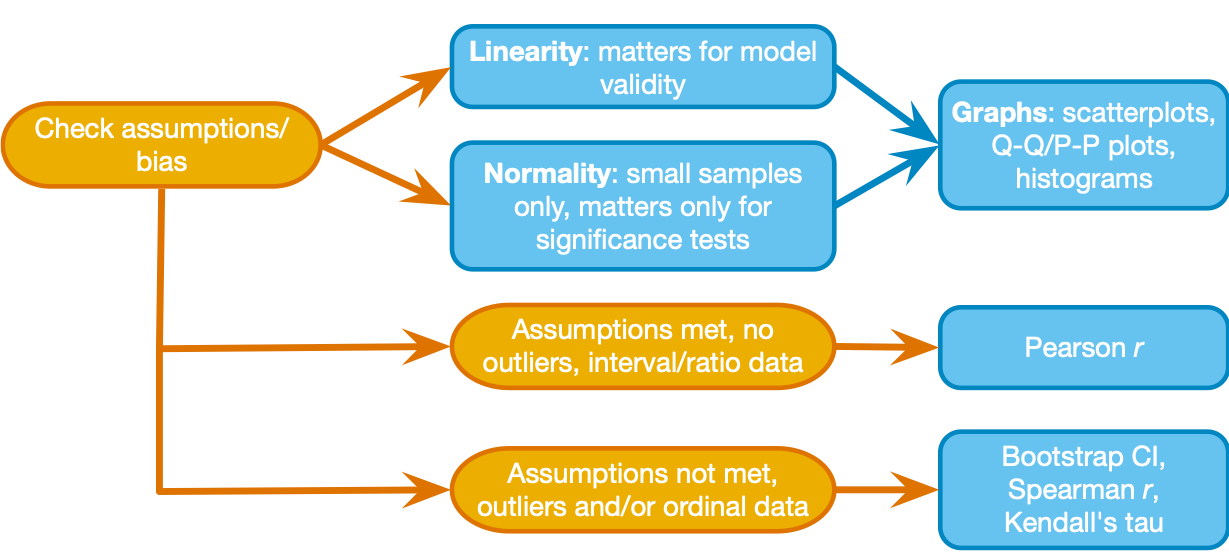 Check assumptions/
bias
Linearity: matters for model
validity
Normality: small samples
only, matters only for
significance tests
Graphs: scatterplots,
Q-Q/P-P plots,
histograms
Assumptions met, no
outliers, interval/ratio data
Pearson r
Assumptions not met,
outliers and/or ordinal data
Bootstrap CI,
Spearman r,
Kendall's tau